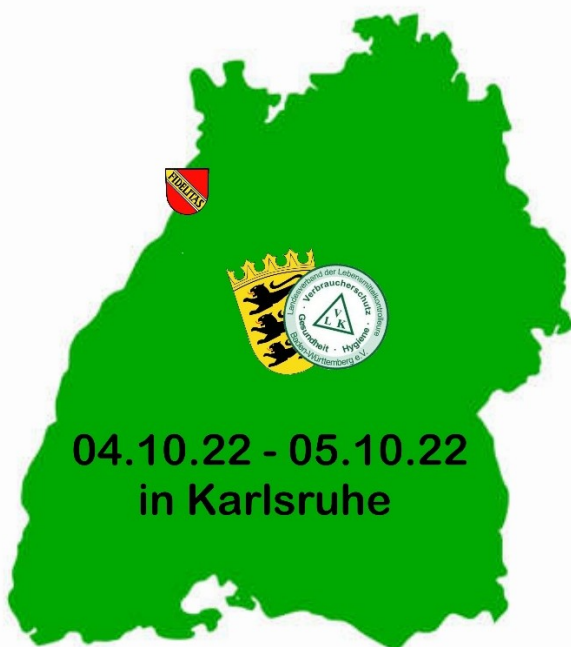 FIDELITAS
Landesverband der Lebensmittelkontrolleure
· Verbraucherschutz ·
V
L K
Gesundheit · Hygiene
Baden-Württemberg e.V.
04.10.22 - 05.10.22
in Karlsruhe